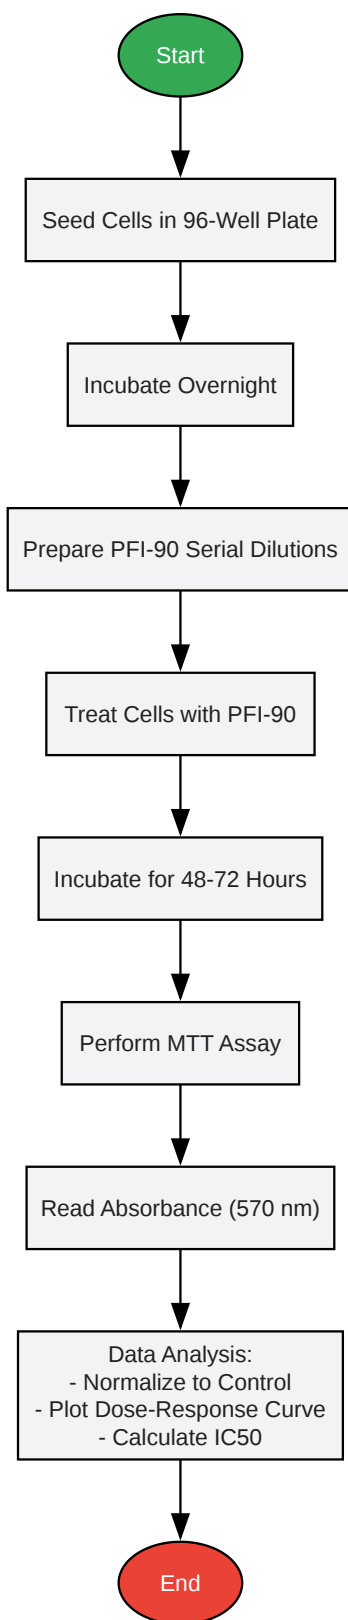 Start
Seed Cells in 96-Well Plate
Incubate Overnight
Prepare PFI-90 Serial Dilutions
Treat Cells with PFI-90
Incubate for 48-72 Hours
Perform MTT Assay
Read Absorbance (570 nm)
Data Analysis:
- Normalize to Control
- Plot Dose-Response Curve
- Calculate IC50
End